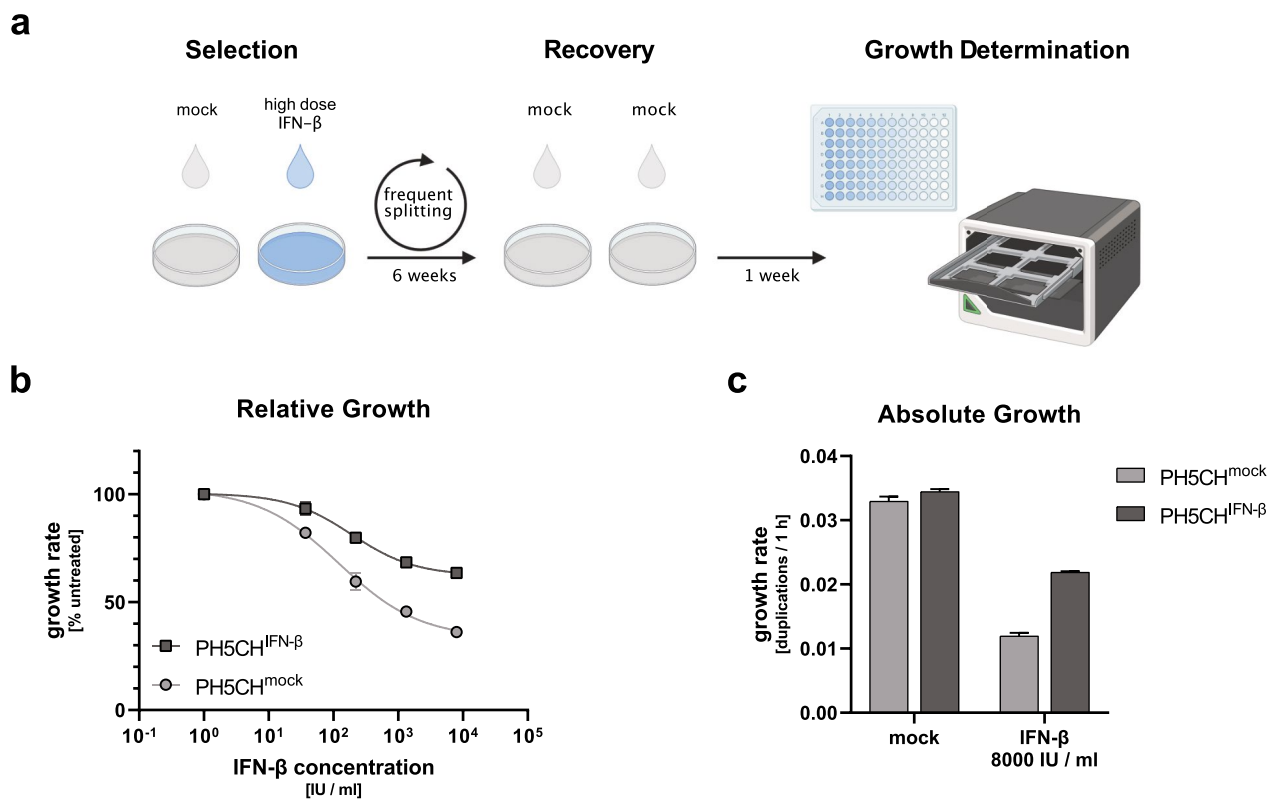 a
Selection
Recovery
Growth Determination
mock
high dose
IFN-β
mock
mock
frequent
splitting
6 weeks
1 week
b
Relative Growth
growth rate
[% untreated]
100
50
0
PH5CH^IFN-β
PH5CH^mock
10^-1 10^0 10^1 10^2 10^3 10^4 10^5
IFN-β concentration
[IU / ml]
c
Absolute Growth
growth rate
[duplications / 1 h]
0.04
0.03
0.02
0.01
0.00
mock
IFN-β
8000 IU / ml
PH5CH^mock
PH5CH^IFN-β